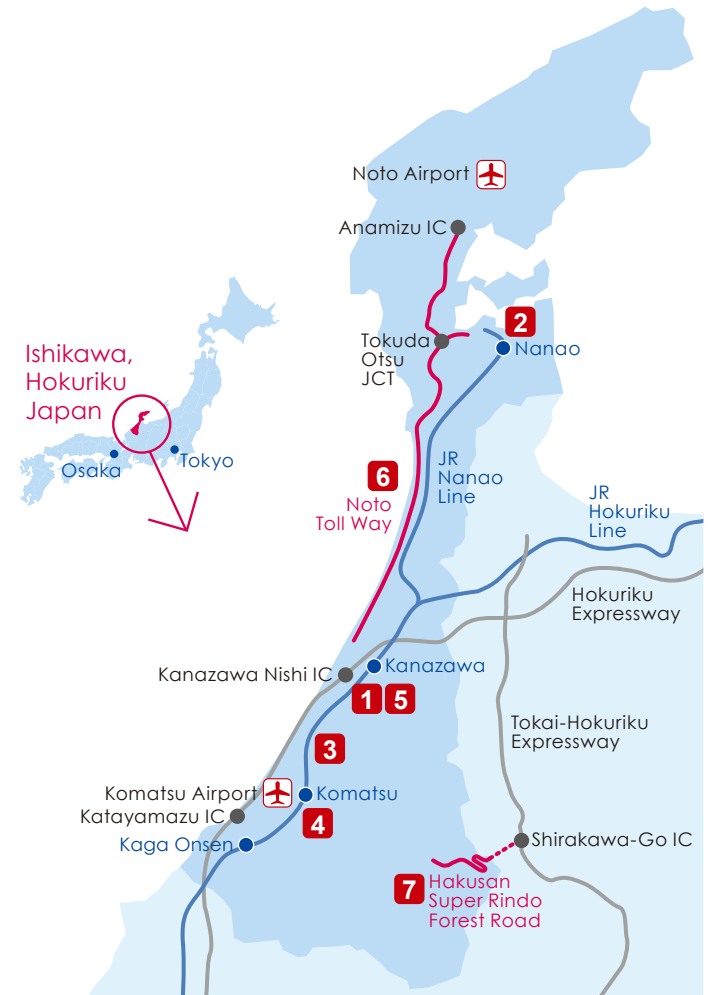 Noto Airport
Anamizu IC
2
Tokuda
Otsu
JCT
Nanao
Ishikawa,
Hokuriku
Japan
Osaka
Tokyo
6
Noto
Toll Way
JR
Nanao
Line
JR
Hokuriku
Line
Hokuriku
Expressway
Kanazawa Nishi IC
Kanazawa
1 5
Tokai-Hokuriku
Expressway
3
Komatsu Airport
Komatsu
Katayamazu IC
4
Kaga Onsen
Shirakawa-Go IC
7
Hakusan
Super Rindo
Forest Road